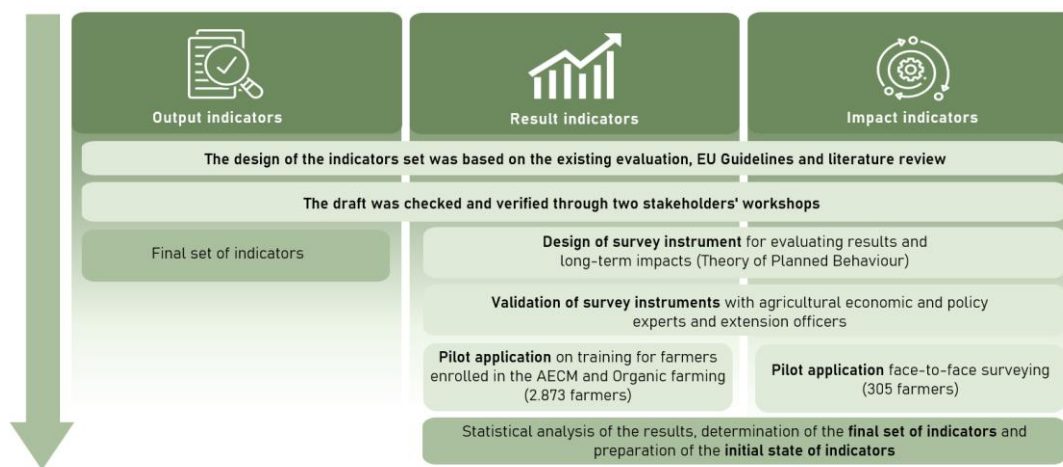 Output indicators
Result indicators
Impact indicators
The design of the indicators set was based on the existing evaluation, EU Guidelines and literature review
The draft was checked and verified through two stakeholders' workshops
Final set of indicators
Design of survey instrument for evaluating results and
long-term impacts (Theory of Planned Behaviour)
Validation of survey instruments with agricultural economic and policy
experts and extension officers
Pilot application on training for farmers
enrolled in the AECM and Organic farming
(2.873 farmers)
Pilot application face-to-face surveying
(305 farmers)
Statistical analysis of the results, determination of the final set of indicators and
preparation of the initial state of indicators